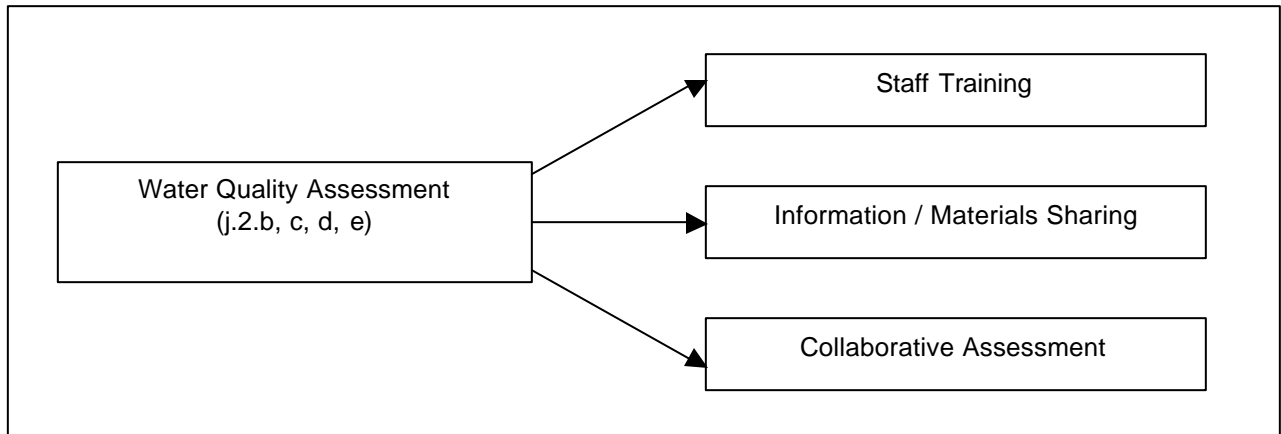 Staff Training
Water Quality Assessment
(j.2.b, c, d, e)
Information / Materials Sharing
Collaborative Assessment